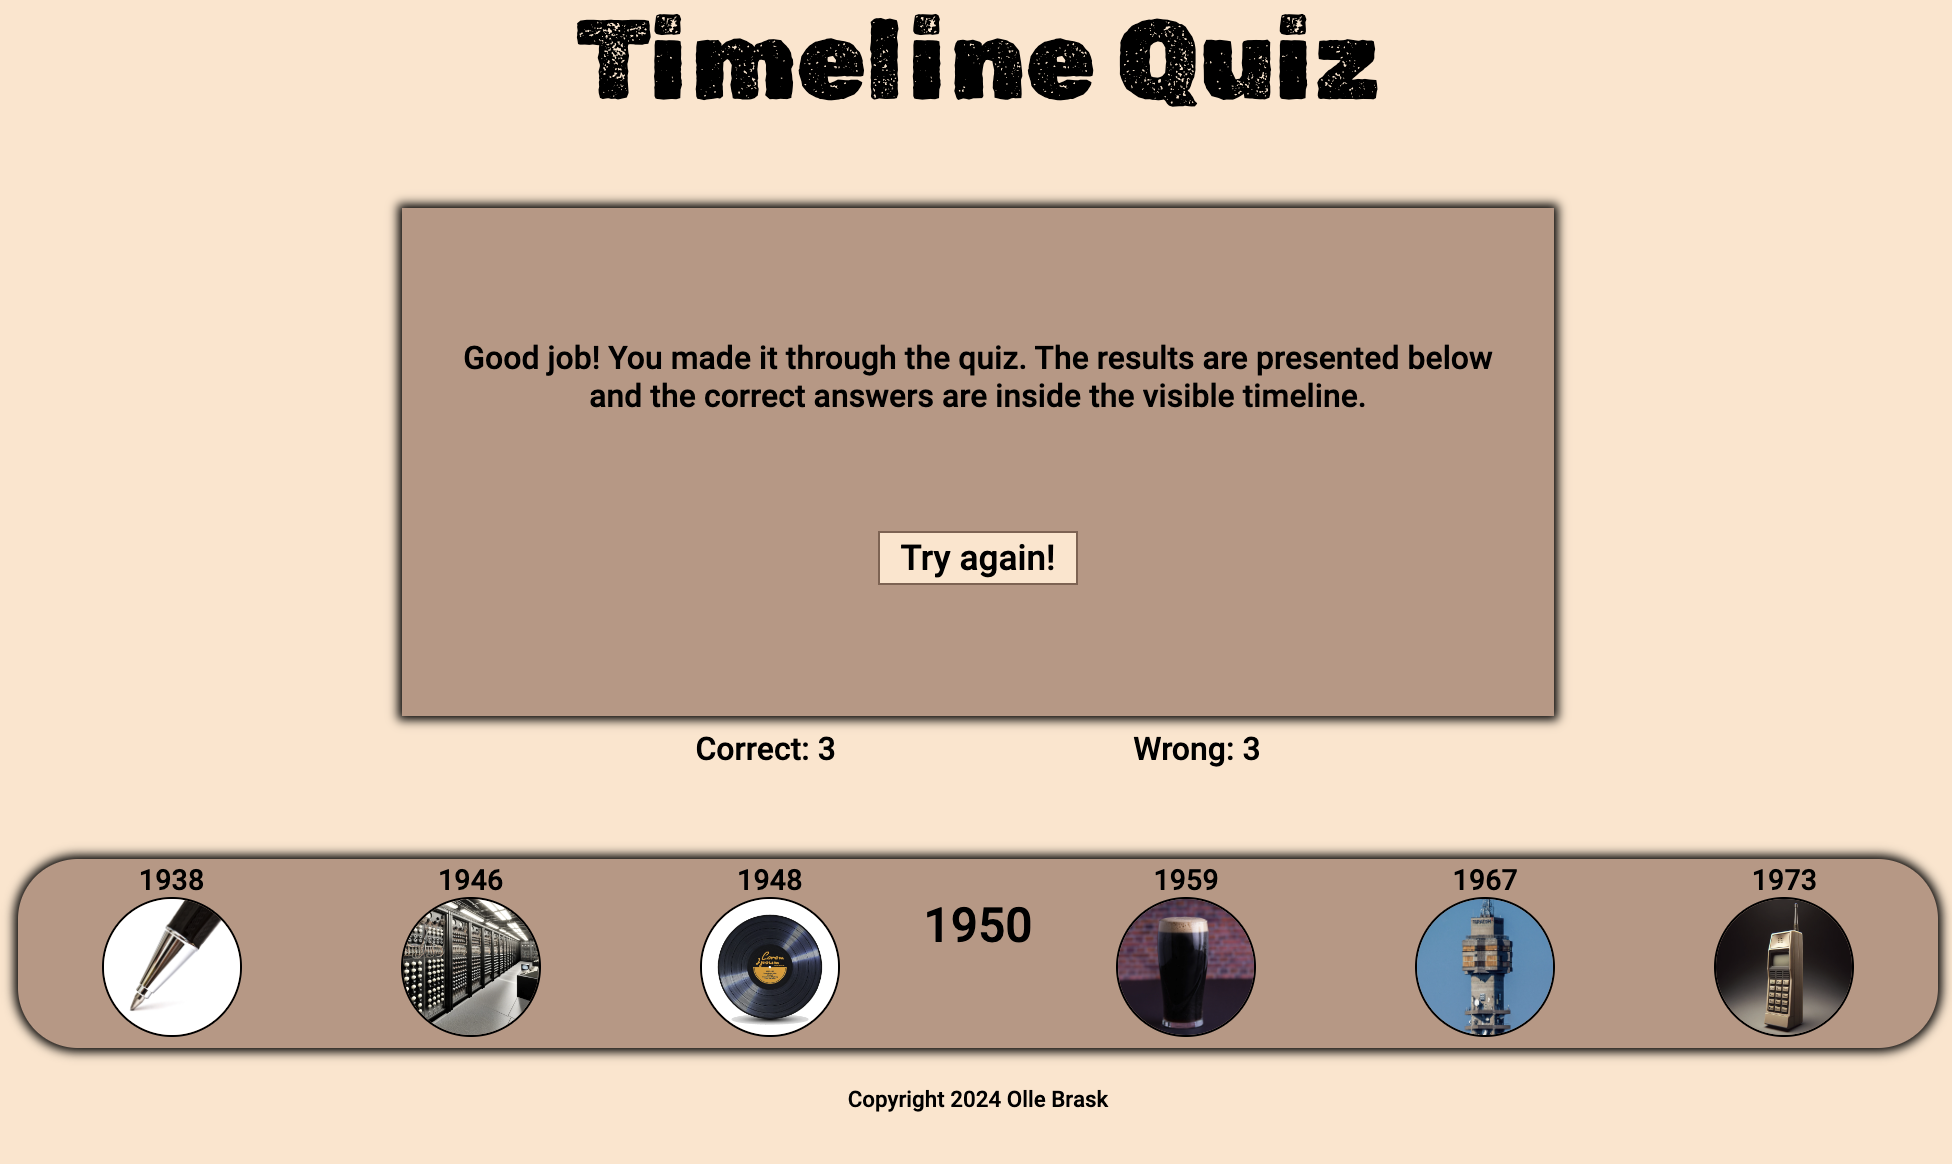 Timeline Quiz
Good job! You made it through the quiz. The results are presented below
and the correct answers are inside the visible timeline.
Try again!
Correct: 3
Wrong: 3
1938
1946
1948
1950
1959
1967
1973
Copyright 2024 Olle Brask